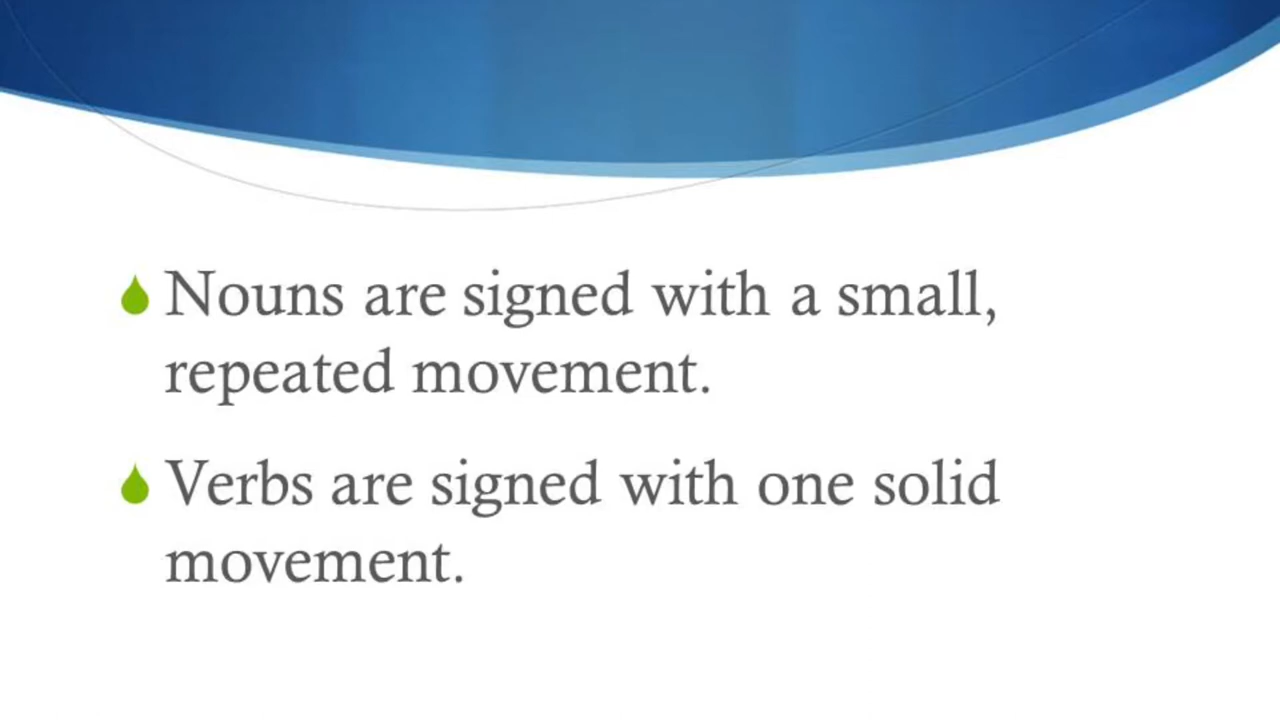 Nouns are signed with a small,
repeated movement.
Verbs are signed with one solid
movement.